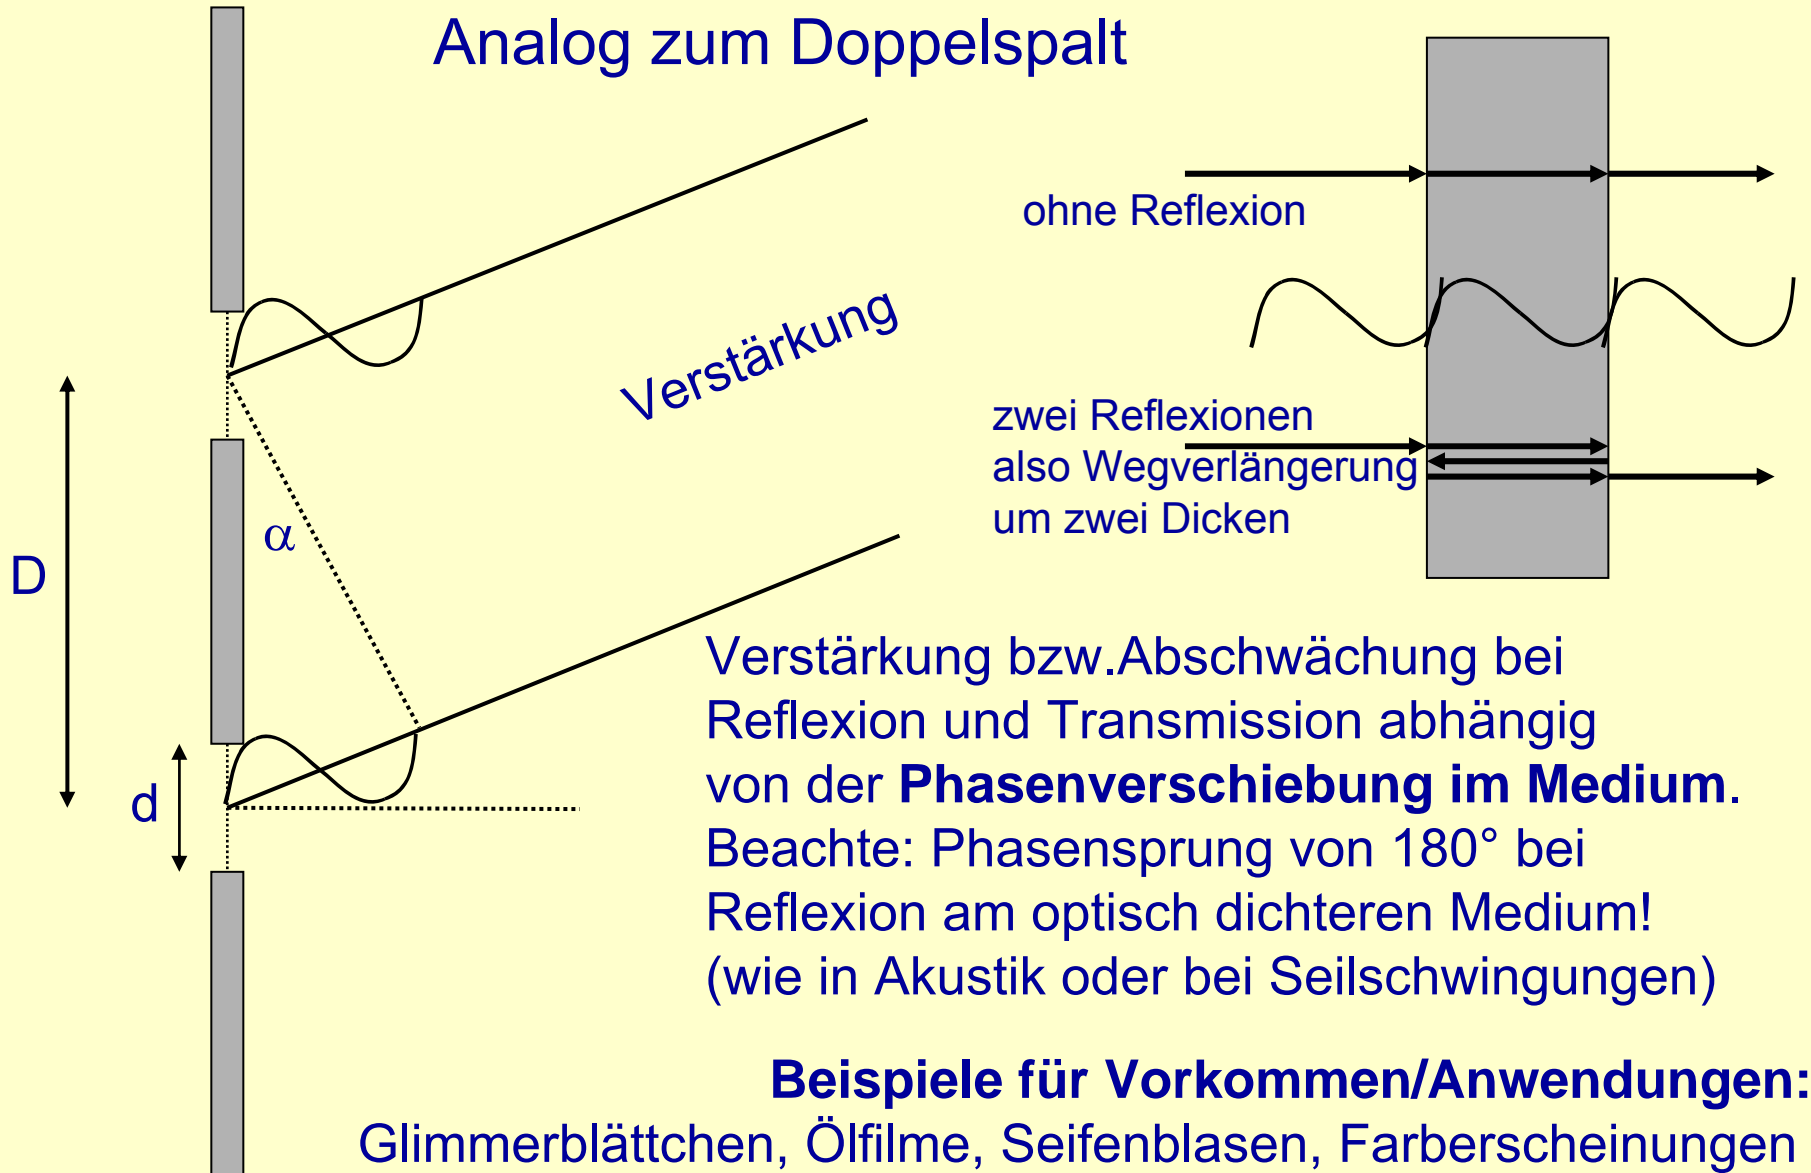 Analog zum Doppelspalt
ohne Reflexion
Verstärkung
zwei Reflexionen
also Wegverlängerung
um zwei Dicken
α
D
d
Verstärkung bzw.Abschwächung bei
Reflexion und Transmission abhängig
von der Phasenverschiebung im Medium.
Beachte: Phasensprung von 180° bei
Reflexion am optisch dichteren Medium!
(wie in Akustik oder bei Seilschwingungen)
Beispiele für Vorkommen/Anwendungen:
Glimmerblättchen, Ölfilme, Seifenblasen, Farberscheinungen